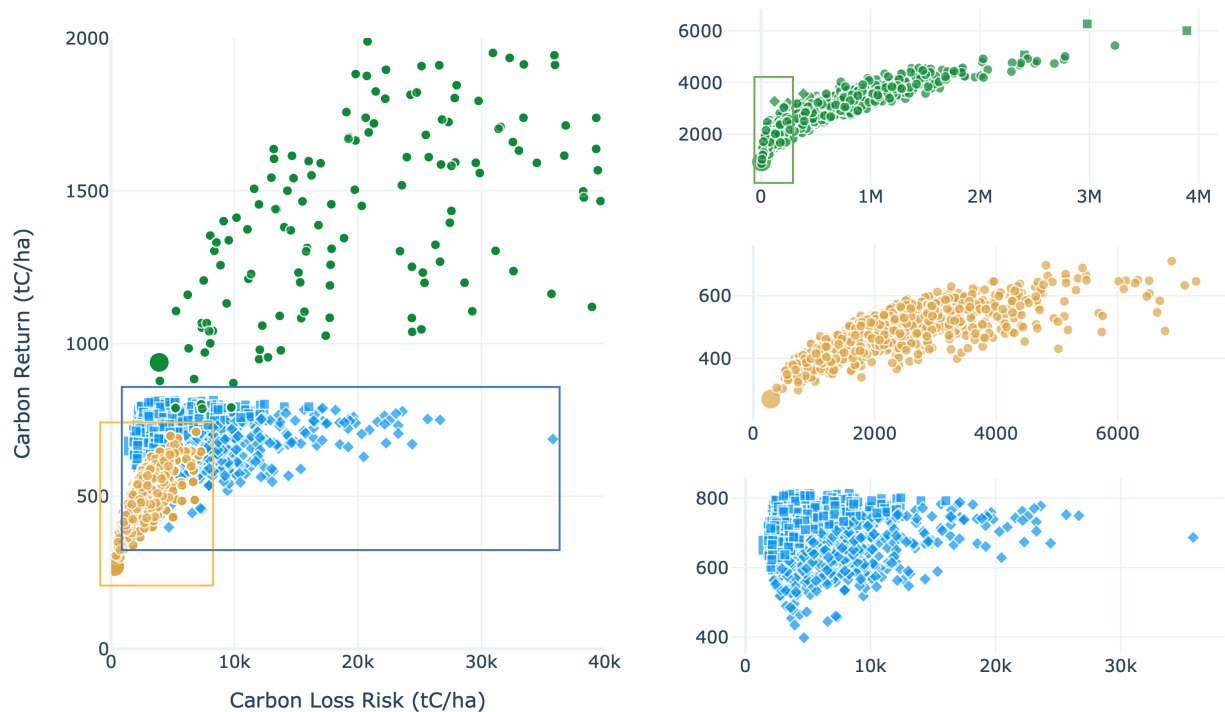 Carbon Return (tC/ha)
2000
1500
1000
500
0
0 10k 20k 30k 40k
Carbon Loss Risk (tC/ha)
6000
4000
2000
0 1M 2M 3M 4M
600
400
0 2000 4000 6000
800
600
400
0 10k 20k 30k